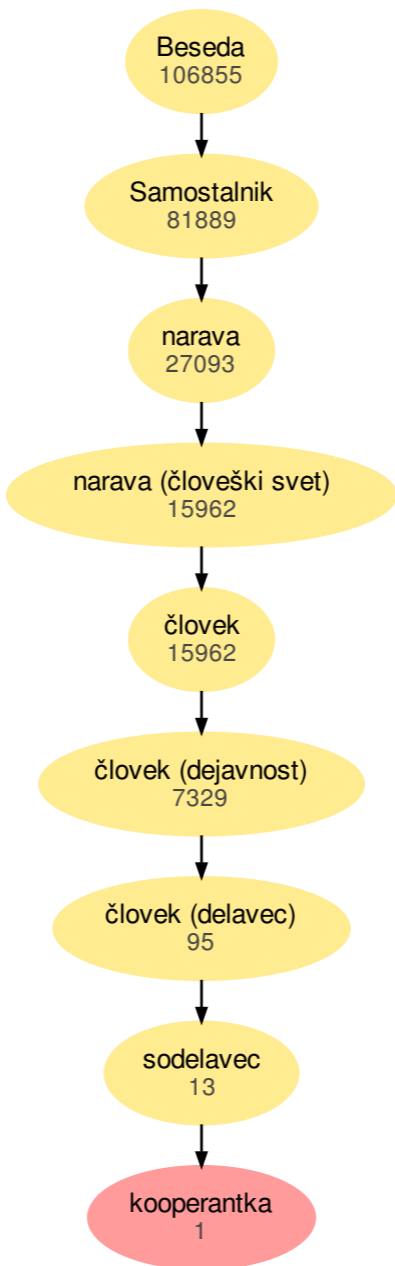 Beseda
106855
Samostalnik
81889
narava
27093
narava (človeški svet)
15962
človek
15962
človek (dejavnost)
7329
človek (delavec)
95
sodelavec
13
kooperantka
1